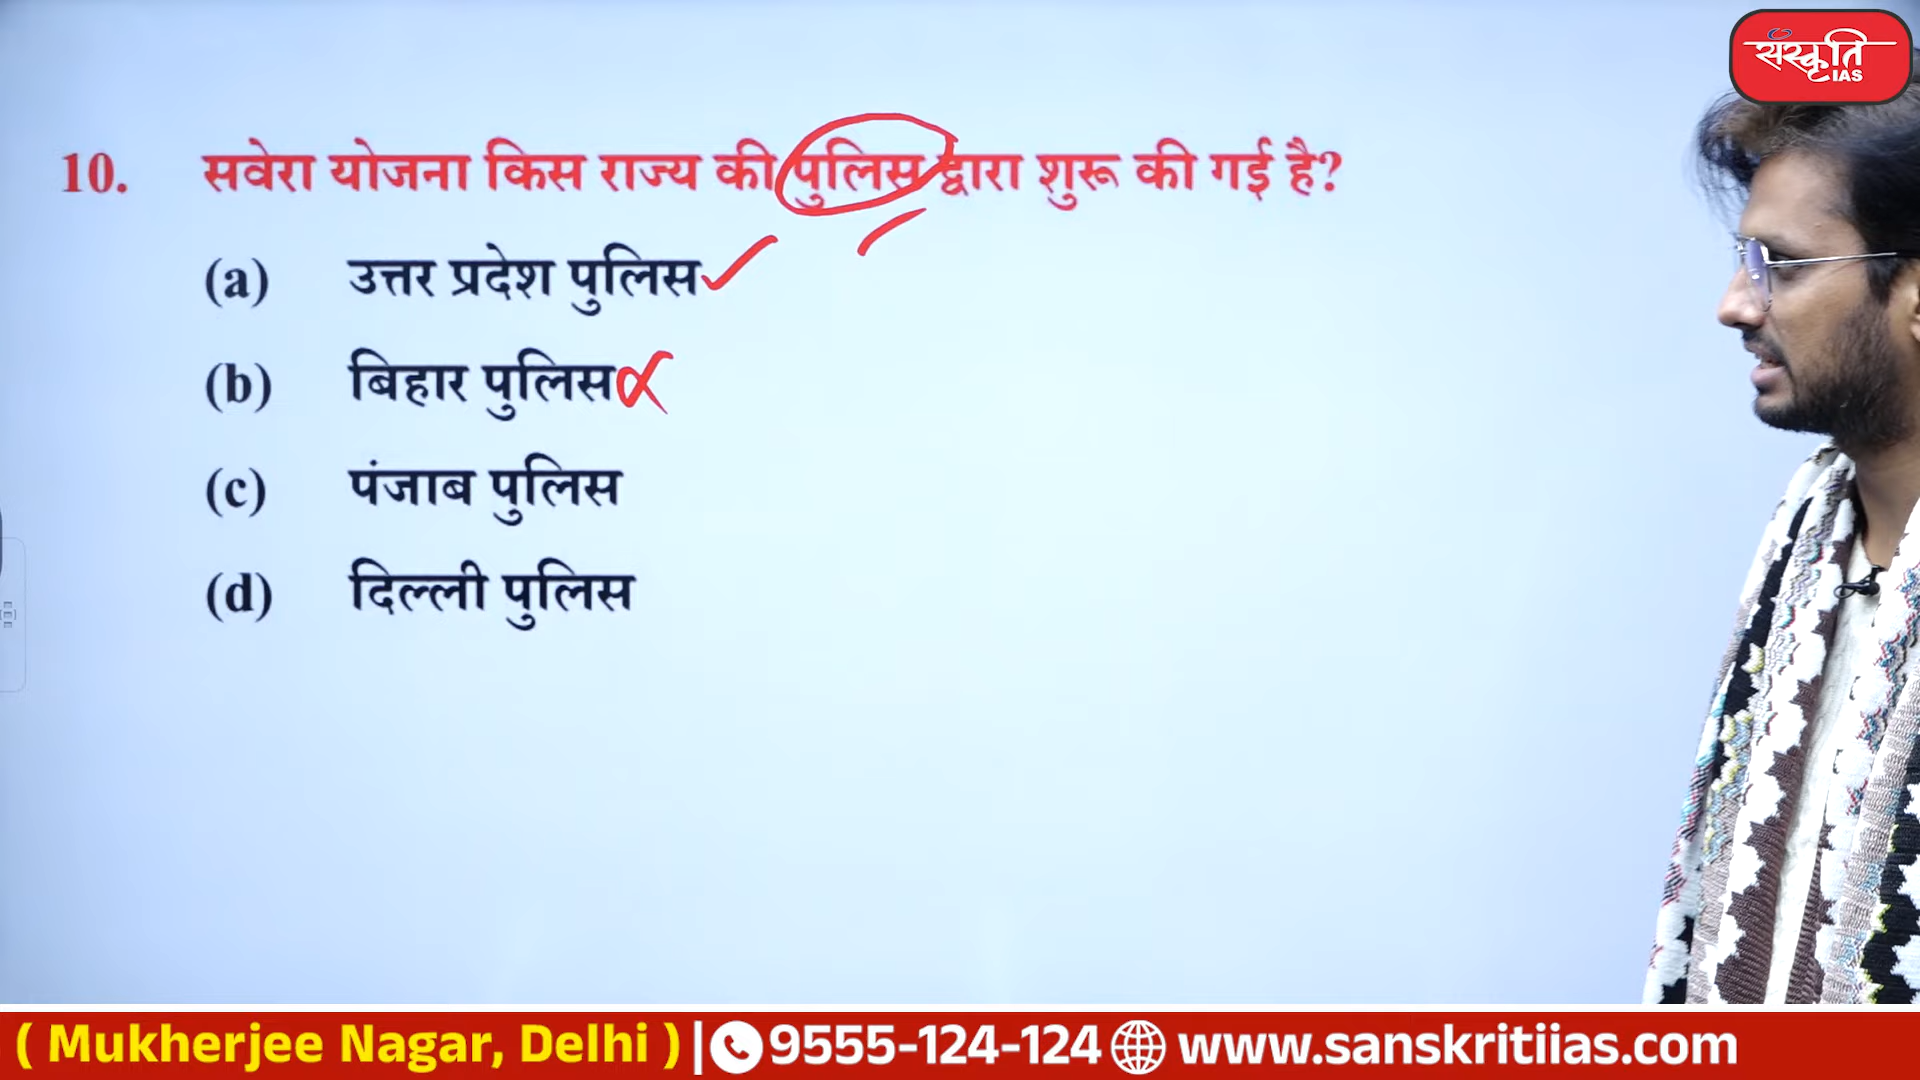 संस्कृति
IAS
10. सवेरा योजना किस राज्य की पुलिस द्वारा शुरू की गई है?
(a) उत्तर प्रदेश पुलिस
(b) बिहार पुलिस
(c) पंजाब पुलिस
(d) दिल्ली पुलिस
( Mukherjee Nagar, Delhi ) | 9555-124-124 www.sanskritiias.com